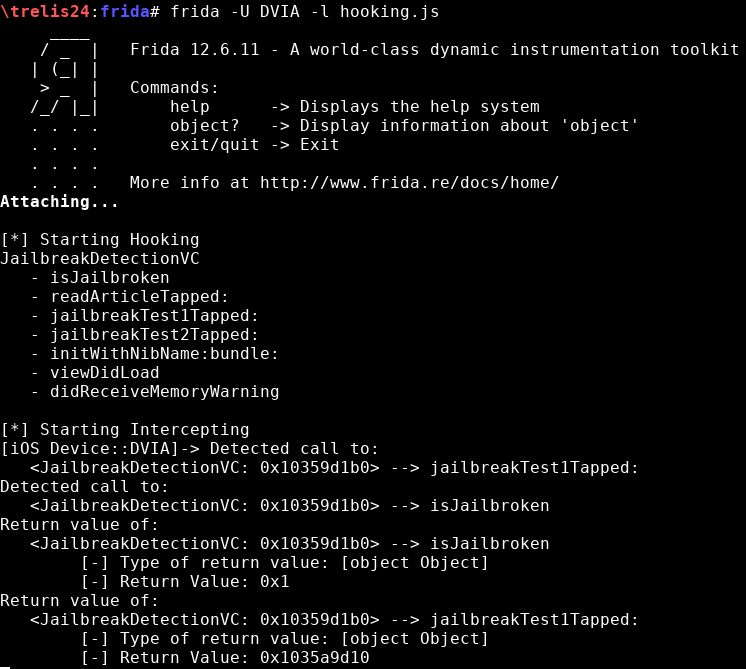 \trelis24:frida# frida -U DVIA -l hooking.js
     ____
    / _  |   Frida 12.6.11 - A world-class dynamic instrumentation toolkit
   | (_| |
    > _  |   Commands:
   /_/ |_|       help      -> Displays the help system
   . . . .       object?   -> Display information about 'object'
   . . . .       exit/quit -> Exit
   . . . .
   . . . .   More info at http://www.frida.re/docs/home/
Attaching...

[*] Starting Hooking
JailbreakDetectionVC
   - isJailbroken
   - readArticleTapped:
   - jailbreakTest1Tapped:
   - jailbreakTest2Tapped:
   - initWithNibName:bundle:
   - viewDidLoad
   - didReceiveMemoryWarning

[*] Starting Intercepting
[iOS Device::DVIA]-> Detected call to:
   <JailbreakDetectionVC: 0x10359d1b0> --> jailbreakTest1Tapped:
Detected call to:
   <JailbreakDetectionVC: 0x10359d1b0> --> isJailbroken
Return value of:
   <JailbreakDetectionVC: 0x10359d1b0> --> isJailbroken
        [-] Type of return value: [object Object]
        [-] Return Value: 0x1
Return value of:
   <JailbreakDetectionVC: 0x10359d1b0> --> jailbreakTest1Tapped:
        [-] Type of return value: [object Object]
        [-] Return Value: 0x1035a9d10